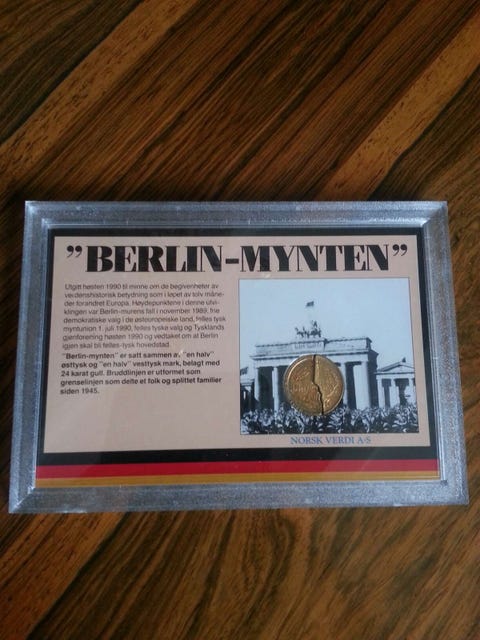 "BERLIN-MYNTEN"
Utgitt høsten 1990 til minne om de begivenheter av
verdenshistorisk betydning som i løpet av tolv måne-
der forandret Europa. Høydepunktene i denne utvi-
klingen var Berlin-murens fall i november 1989, frie
demokratiske valg i de østeuropeiske land, felles tysk
myntunion 1. juli 1990, felles tyske valg og Tysklands
gjenforening høsten 1990 og vedtaket om at Berlin
igjen skal bli felles-tysk hovedstad.
"Berlin-mynten" er satt sammen av "en halv"
østtysk og "en halv" vesttysk mark, belagt med
24 karat gull. Bruddlinjen er utformet som
grenselinjen som delte et folk og splittet familier
siden 1945.
NORSK VERDI A·S